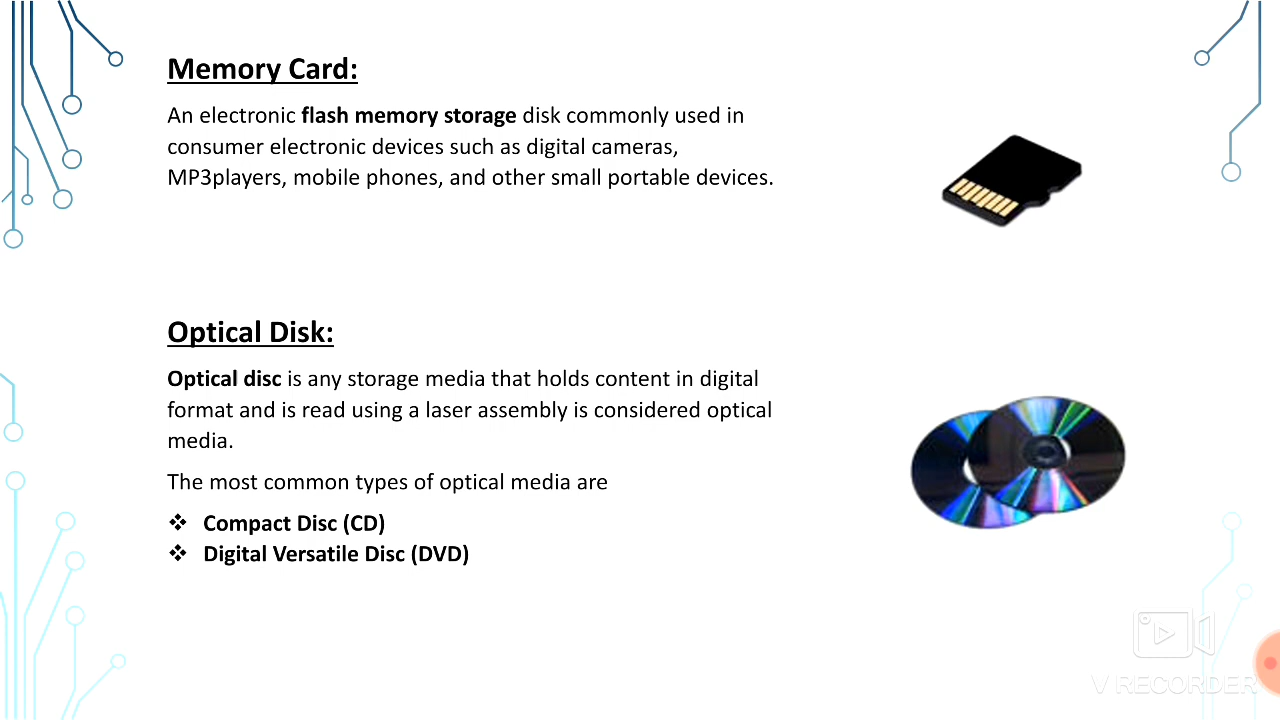 Memory Card:
An electronic flash memory storage disk commonly used in
consumer electronic devices such as digital cameras,
MP3players, mobile phones, and other small portable devices.
Optical Disk:
Optical disc is any storage media that holds content in digital
format and is read using a laser assembly is considered optical
media.
The most common types of optical media are
❖ Compact Disc (CD)
❖ Digital Versatile Disc (DVD)
V RECORDER